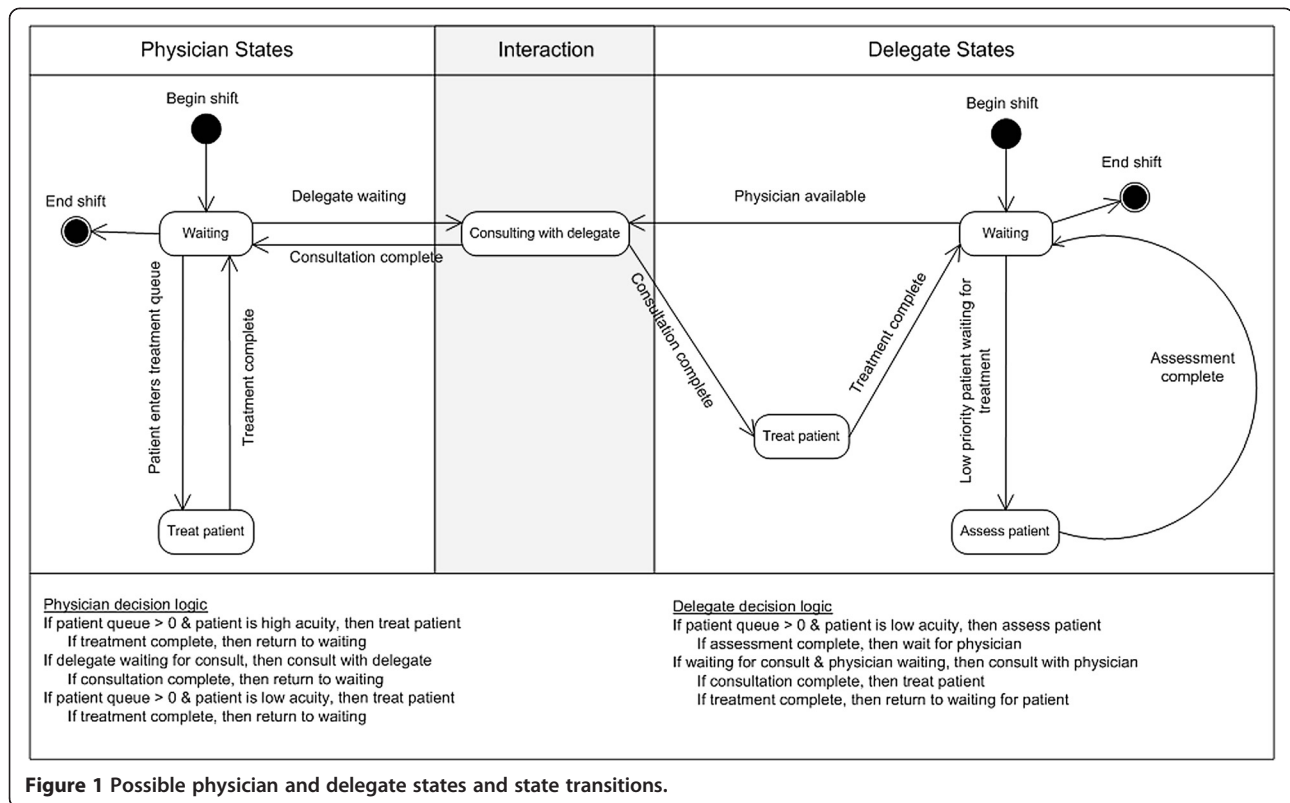 Physician States
Interaction
Delegate States
Begin shift
Begin shift
End shift
End shift
Delegate waiting
Physician available
Waiting
Consulting with delegate
Waiting
Consultation complete
Patient enters treatment queue
Treatment complete
Consultation complete
Treatment complete
Low priority patient waiting for
treatment
Assessment
complete
Treat patient
Treat patient
Assess patient
Physician decision logic
If patient queue > 0 & patient is high acuity, then treat patient
If treatment complete, then return to waiting
If delegate waiting for consult, then consult with delegate
If consultation complete, then return to waiting
If patient queue > 0 & patient is low acuity, then treat patient
If treatment complete, then return to waiting
Delegate decision logic
If patient queue > 0 & patient is low acuity, then assess patient
If assessment complete, then wait for physician
If waiting for consult & physician waiting, then consult with physician
If consultation complete, then treat patient
If treatment complete, then return to waiting for patient
Figure 1 Possible physician and delegate states and state transitions.